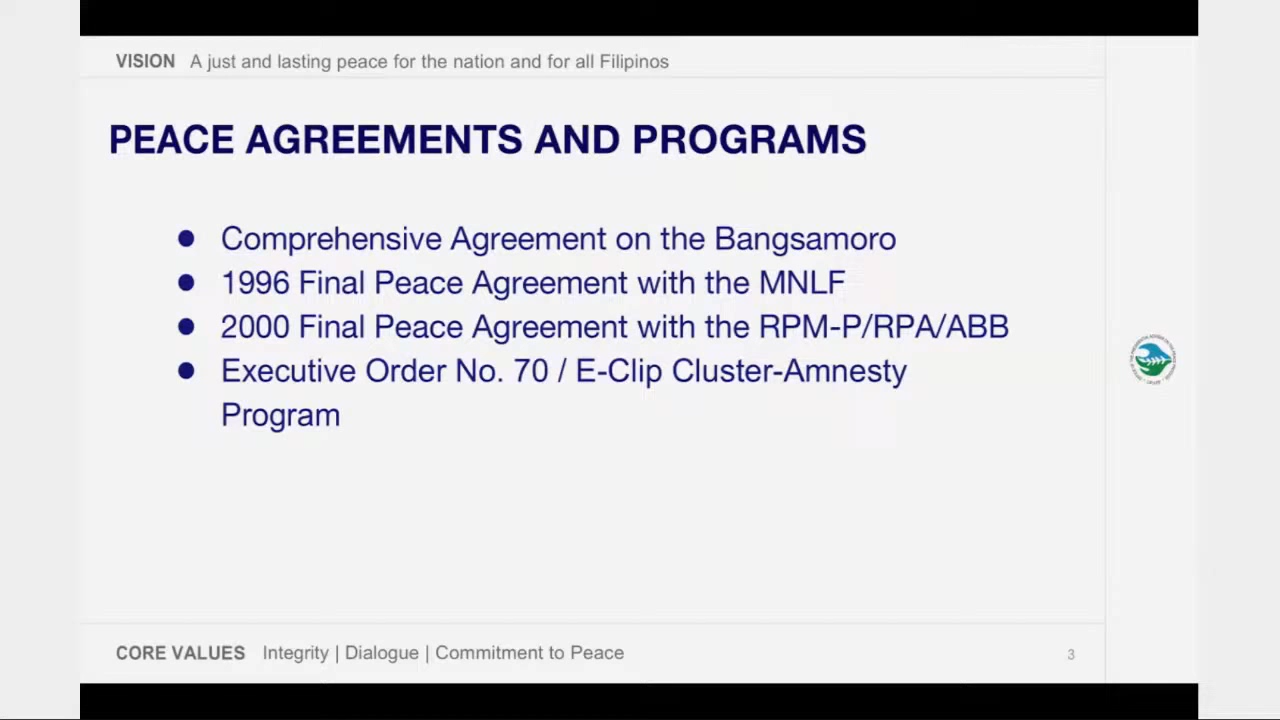 VISION A just and lasting peace for the nation and for all Filipinos
PEACE AGREEMENTS AND PROGRAMS
● Comprehensive Agreement on the Bangsamoro
● 1996 Final Peace Agreement with the MNLF
● 2000 Final Peace Agreement with the RPM-P/RPA/ABB
● Executive Order No. 70 / E-Clip Cluster-Amnesty
Program
CORE VALUES Integrity | Dialogue | Commitment to Peace
3